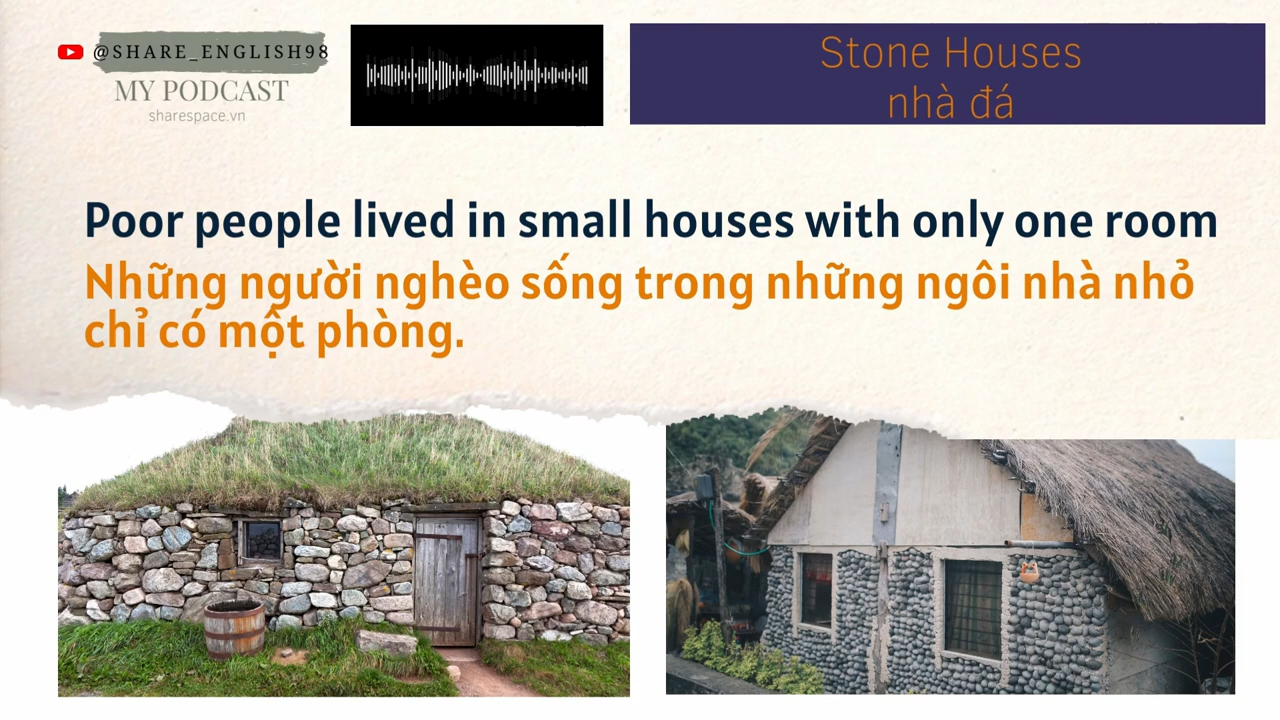 @SHARE_ENGLISH98
MY PODCAST
sharespace.vn
Stone Houses
nhà đá
Poor people lived in small houses with only one room
Những người nghèo sống trong những ngôi nhà nhỏ
chỉ có một phòng.